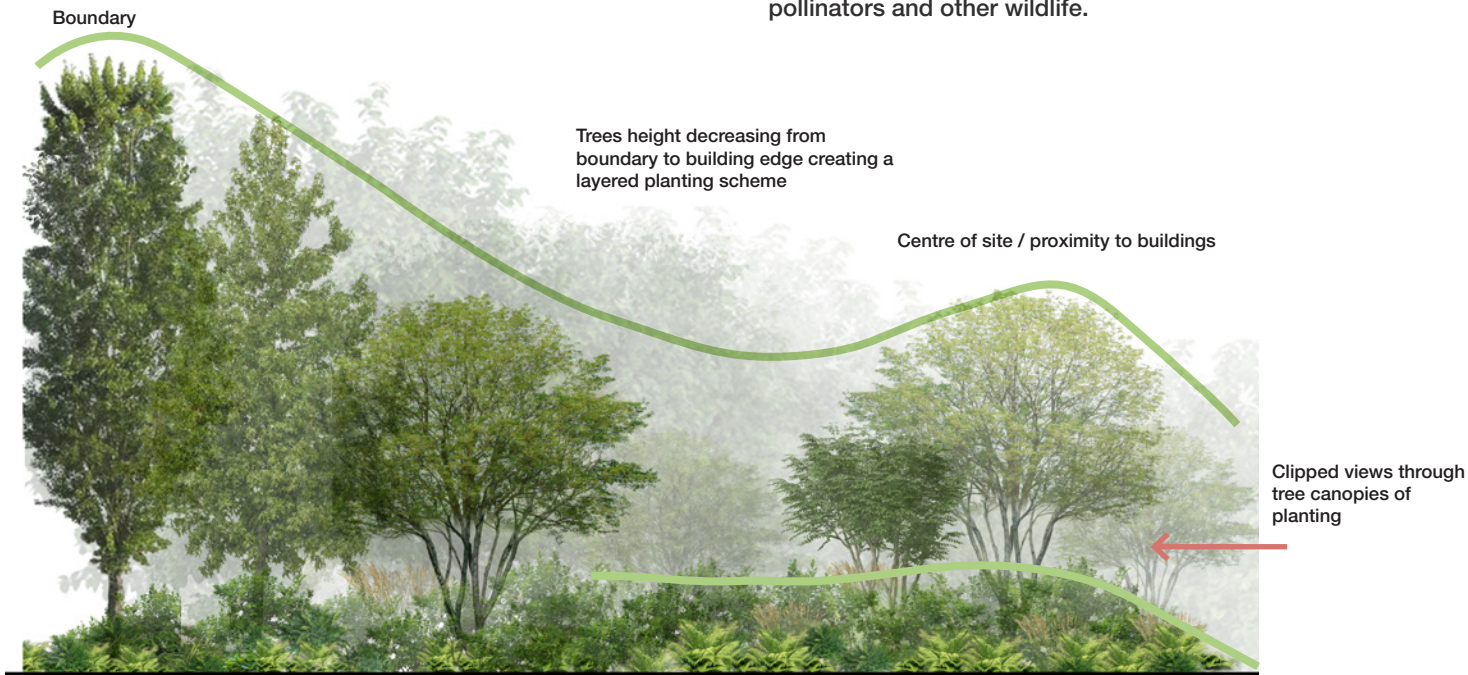 pollinators and other wildlife.
Boundary
Trees height decreasing from
boundary to building edge creating a
layered planting scheme
Centre of site / proximity to buildings
Clipped views through
tree canopies of
planting